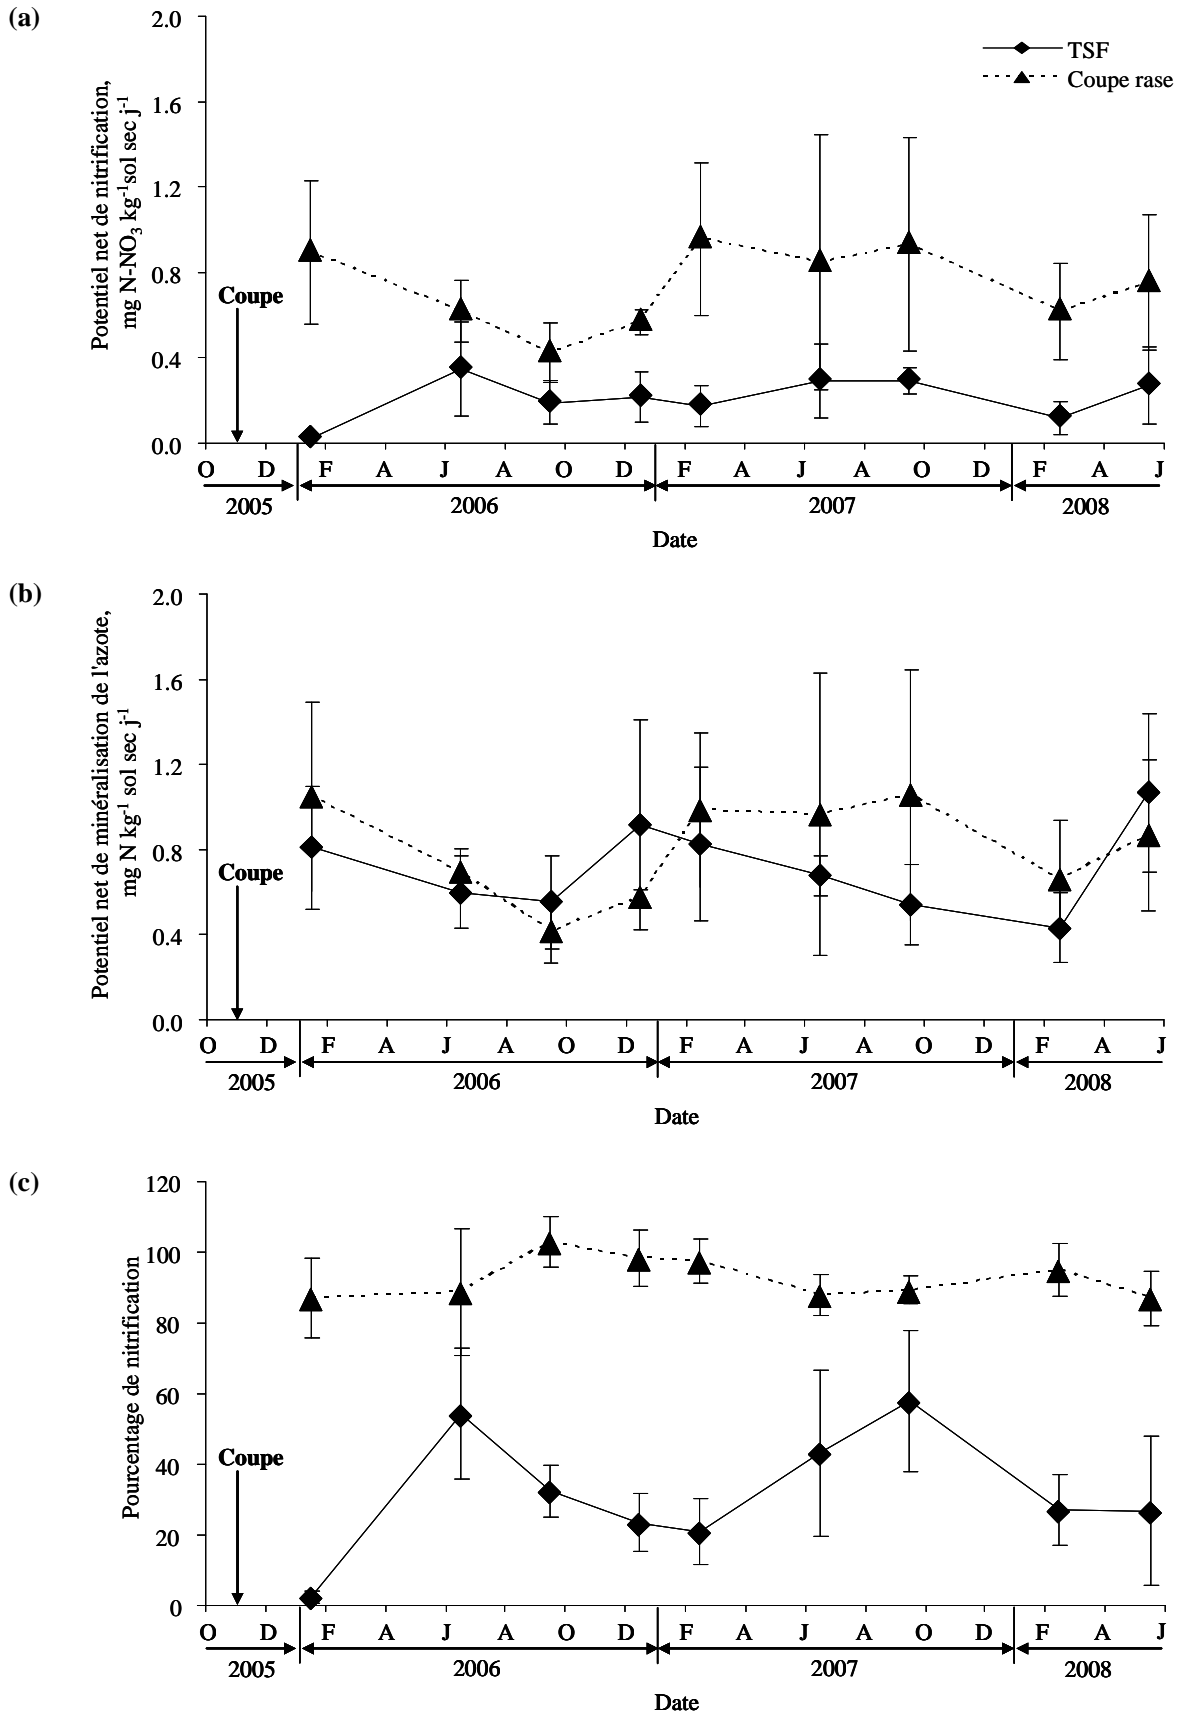 (a)
Potentiel net de nitrification,
mg N-NO3 kg-1sol sec j-1
2.0
1.6
1.2
0.8
0.4
0.0
TSF
Coupe rase
Coupe
O D F A J A O D F A J A O D F A J
2005 2006 2007 2008
Date
(b)
Potentiel net de minéralisation de l'azote,
mg N kg-1 sol sec j-1
2.0
1.6
1.2
0.8
0.4
0.0
Coupe
O D F A J A O D F A J A O D F A J
2005 2006 2007 2008
Date
(c)
Pourcentage de nitrification
120
100
80
60
40
20
0
Coupe
O D F A J A O D F A J A O D F A J
2005 2006 2007 2008
Date